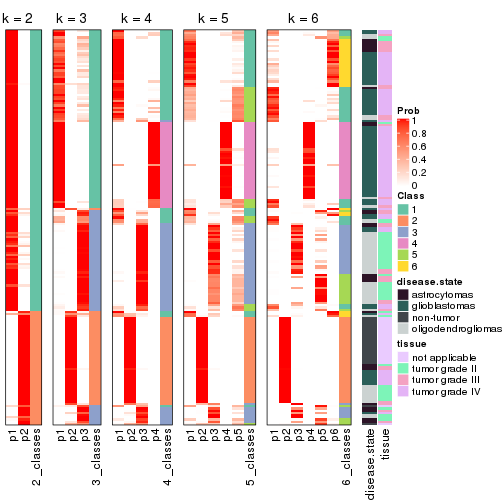 k = 2 k = 3 k = 4 k = 5 k = 6
Prob
1
0.8
0.6
0.4
0.2
0
Class
1
2
3
4
5
6
disease.state
astrocytomas
glioblastomas
non-tumor
oligodendrogliomas
tissue
not applicable
tumor grade II
tumor grade III
tumor grade IV
p1 p2 2_classes
p1 p2 p3 3_classes
p1 p2 p3 p4 4_classes
p1 p2 p3 p4 p5 5_classes
p1 p2 p3 p4 p5 p6 6_classes
disease.state
tissue